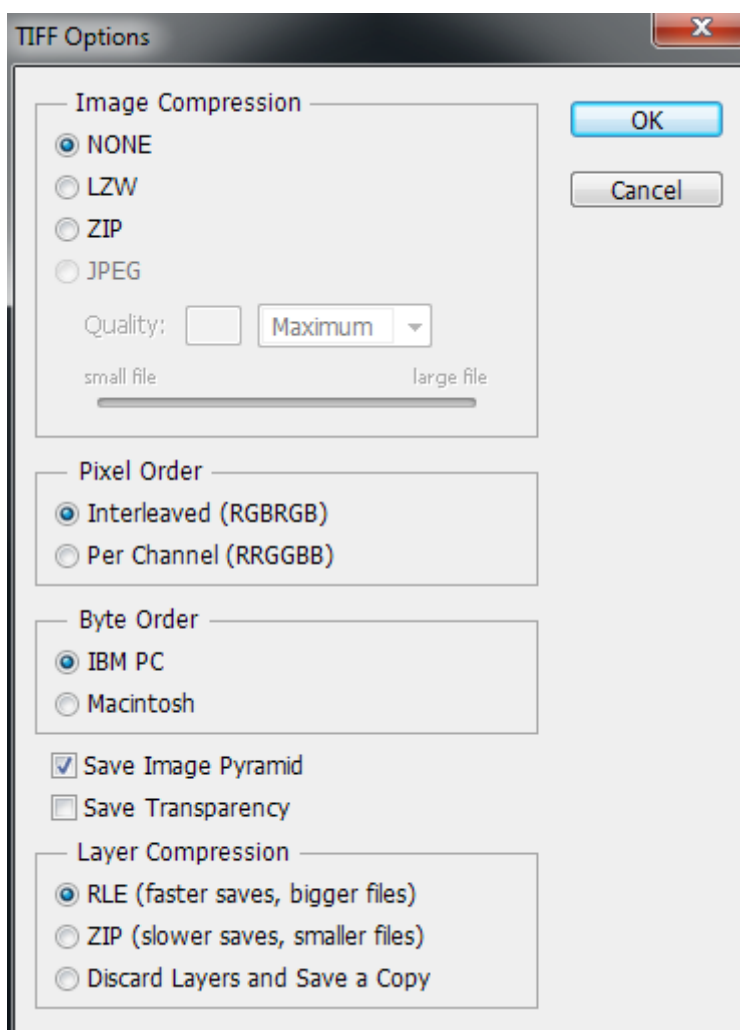 TIFF Options
x
Image Compression
OK
NONE
LZW
Cancel
ZIP
JPEG
Quality: Maximum
small file large file
Pixel Order
Interleaved (RGBRGB)
Per Channel (RRGGBB)
Byte Order
IBM PC
Macintosh
Save Image Pyramid
Save Transparency
Layer Compression
RLE (faster saves, bigger files)
ZIP (slower saves, smaller files)
Discard Layers and Save a Copy